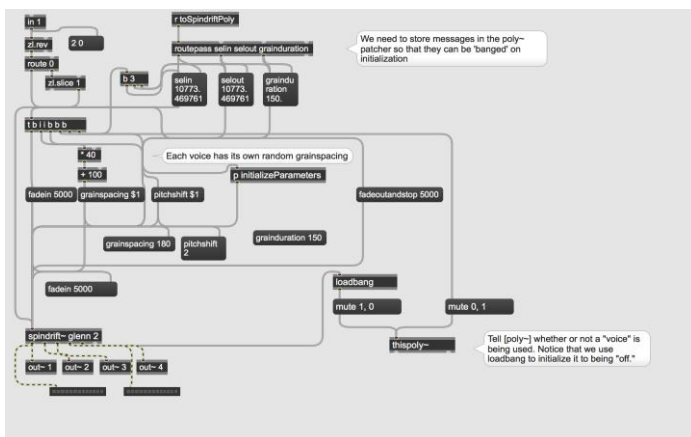 in 1
r toSpindriftPoly
zl.rev
2 0
routepass selin selout grainduration
We need to store messages in the poly~
patcher so that they can be 'banged' on
initialization
route 0
zl.slice 1
b 3
selin
10773.
469761
selout
10773.
469761
graindu
ration
150.
t b i i b b b
* 40
Each voice has its own random grainspacing
+ 100
p initializeParameters
fadein 5000
grainspacing $1
pitchshift $1
fadeoutandstop 5000
grainspacing 180
pitchshift
2
grainduration 150
fadein 5000
loadbang
mute 1, 0
mute 0, 1
spindrift~ glenn 2
thispoly~
Tell [poly~] whether or not a "voice" is
being used. Notice that we use
loadbang to initialize it to being "off."
out~ 1
out~ 2
out~ 3
out~ 4